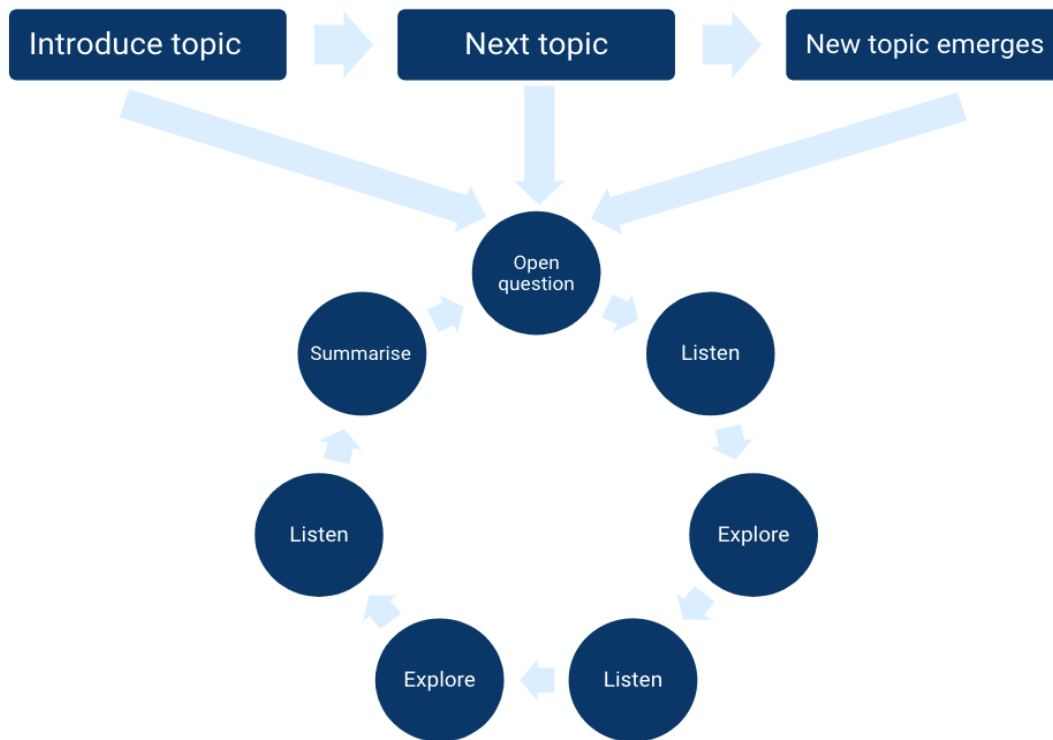 Introduce topic
Next topic
New topic emerges
Open
question
Listen
Explore
Listen
Explore
Listen
Summarise